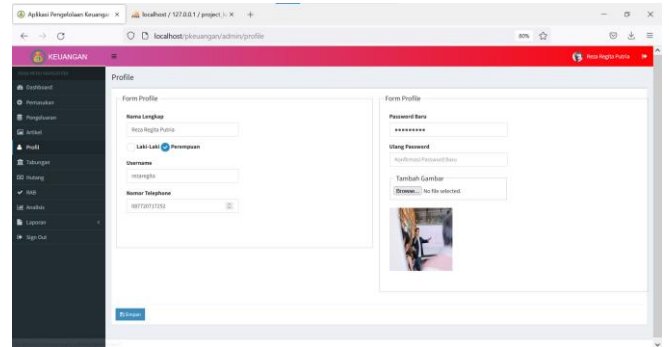 Aplikasi Pengelolaan Keuangan
localhost / 127.0.0.1 / project_
localhost/pkeuangan/admin/profile
80%
KEUANGAN
Reza Regita Putria
Dashboard
Pemasukan
Pengeluaran
Artikel
Profil
Tabungan
Hutang
RAB
Analisis
Laporan
Sign Out
Profile
Form Profile
Nama Lengkap
Reza Regita Putria
Laki-Laki Perempuan
Username
rezaregita
Nomor Telephone
Form Profile
Password Baru
Ulang Password
Konfirmasi Password Baru
Tambah Gambar
Browse... No file selected.
Simpan